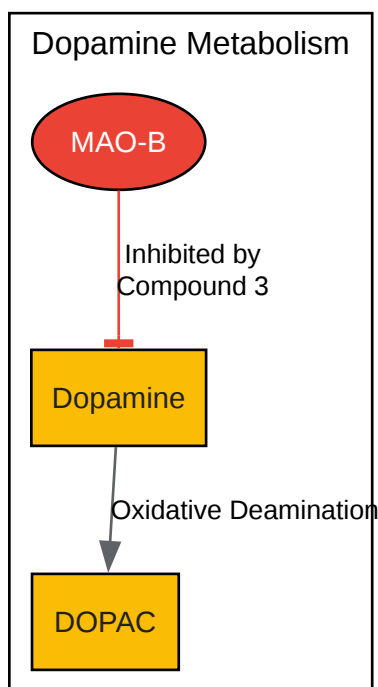 Dopamine Metabolism
MAO-B
Inhibited by
Compound 3
Dopamine
Oxidative Deamination
DOPAC